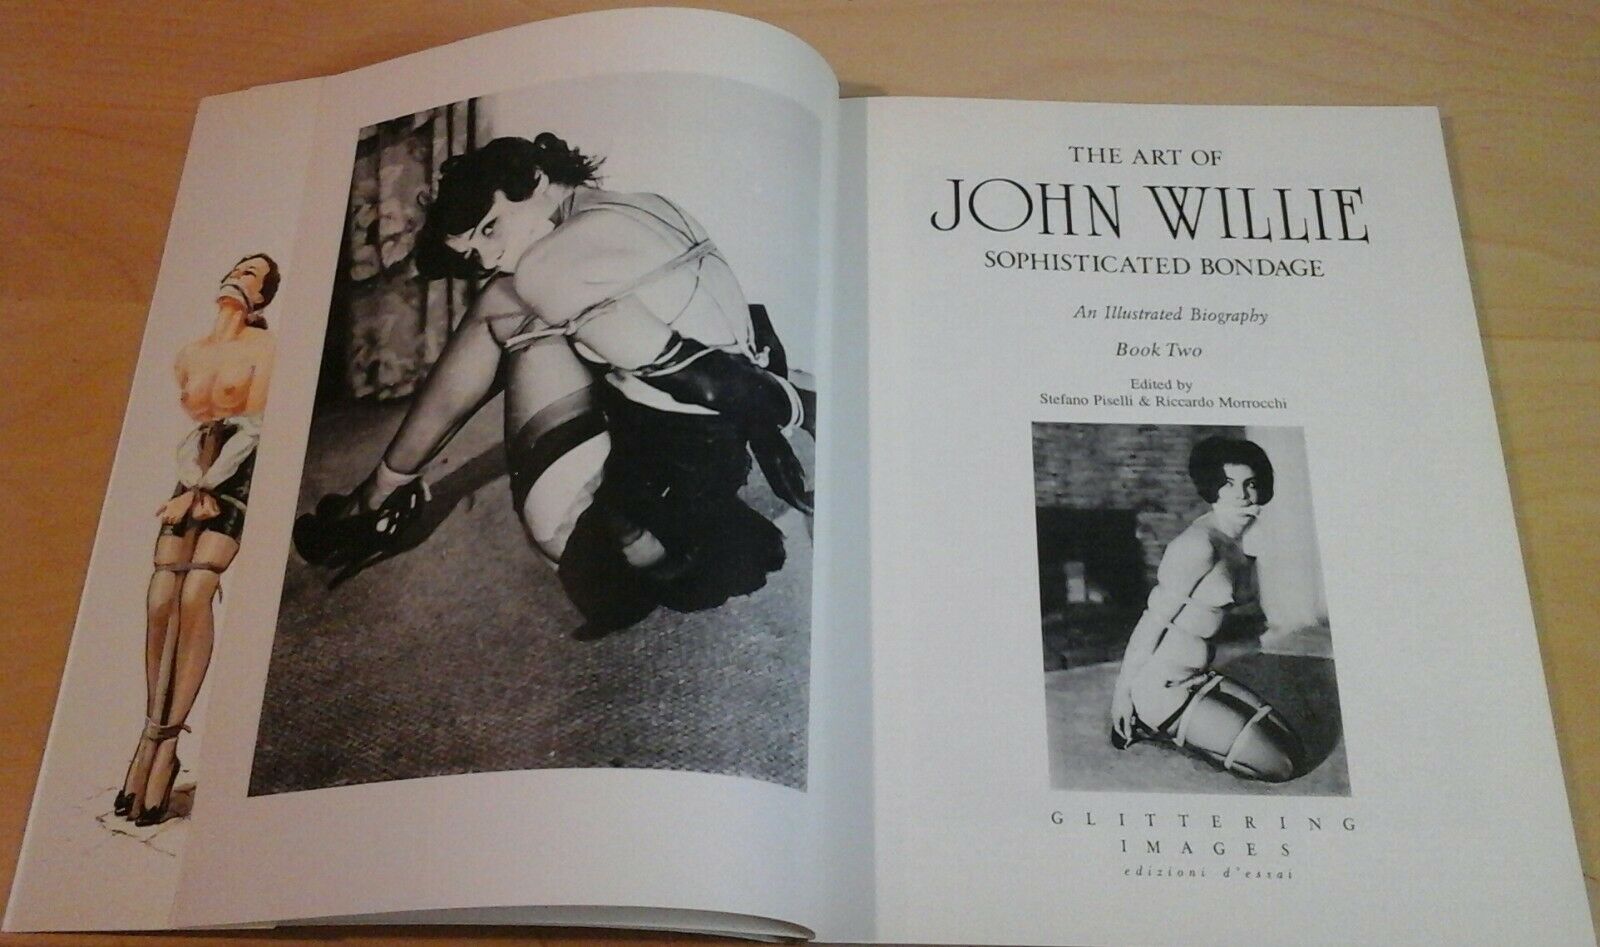 THE ART OF
JOHN WILLIE
SOPHISTICATED BONDAGE
An Illustrated Biography
Book Two
Edited by
Stefano Piselli & Riccardo Morrocchi
GLITTERING
IMAGES
edizioni d'essai